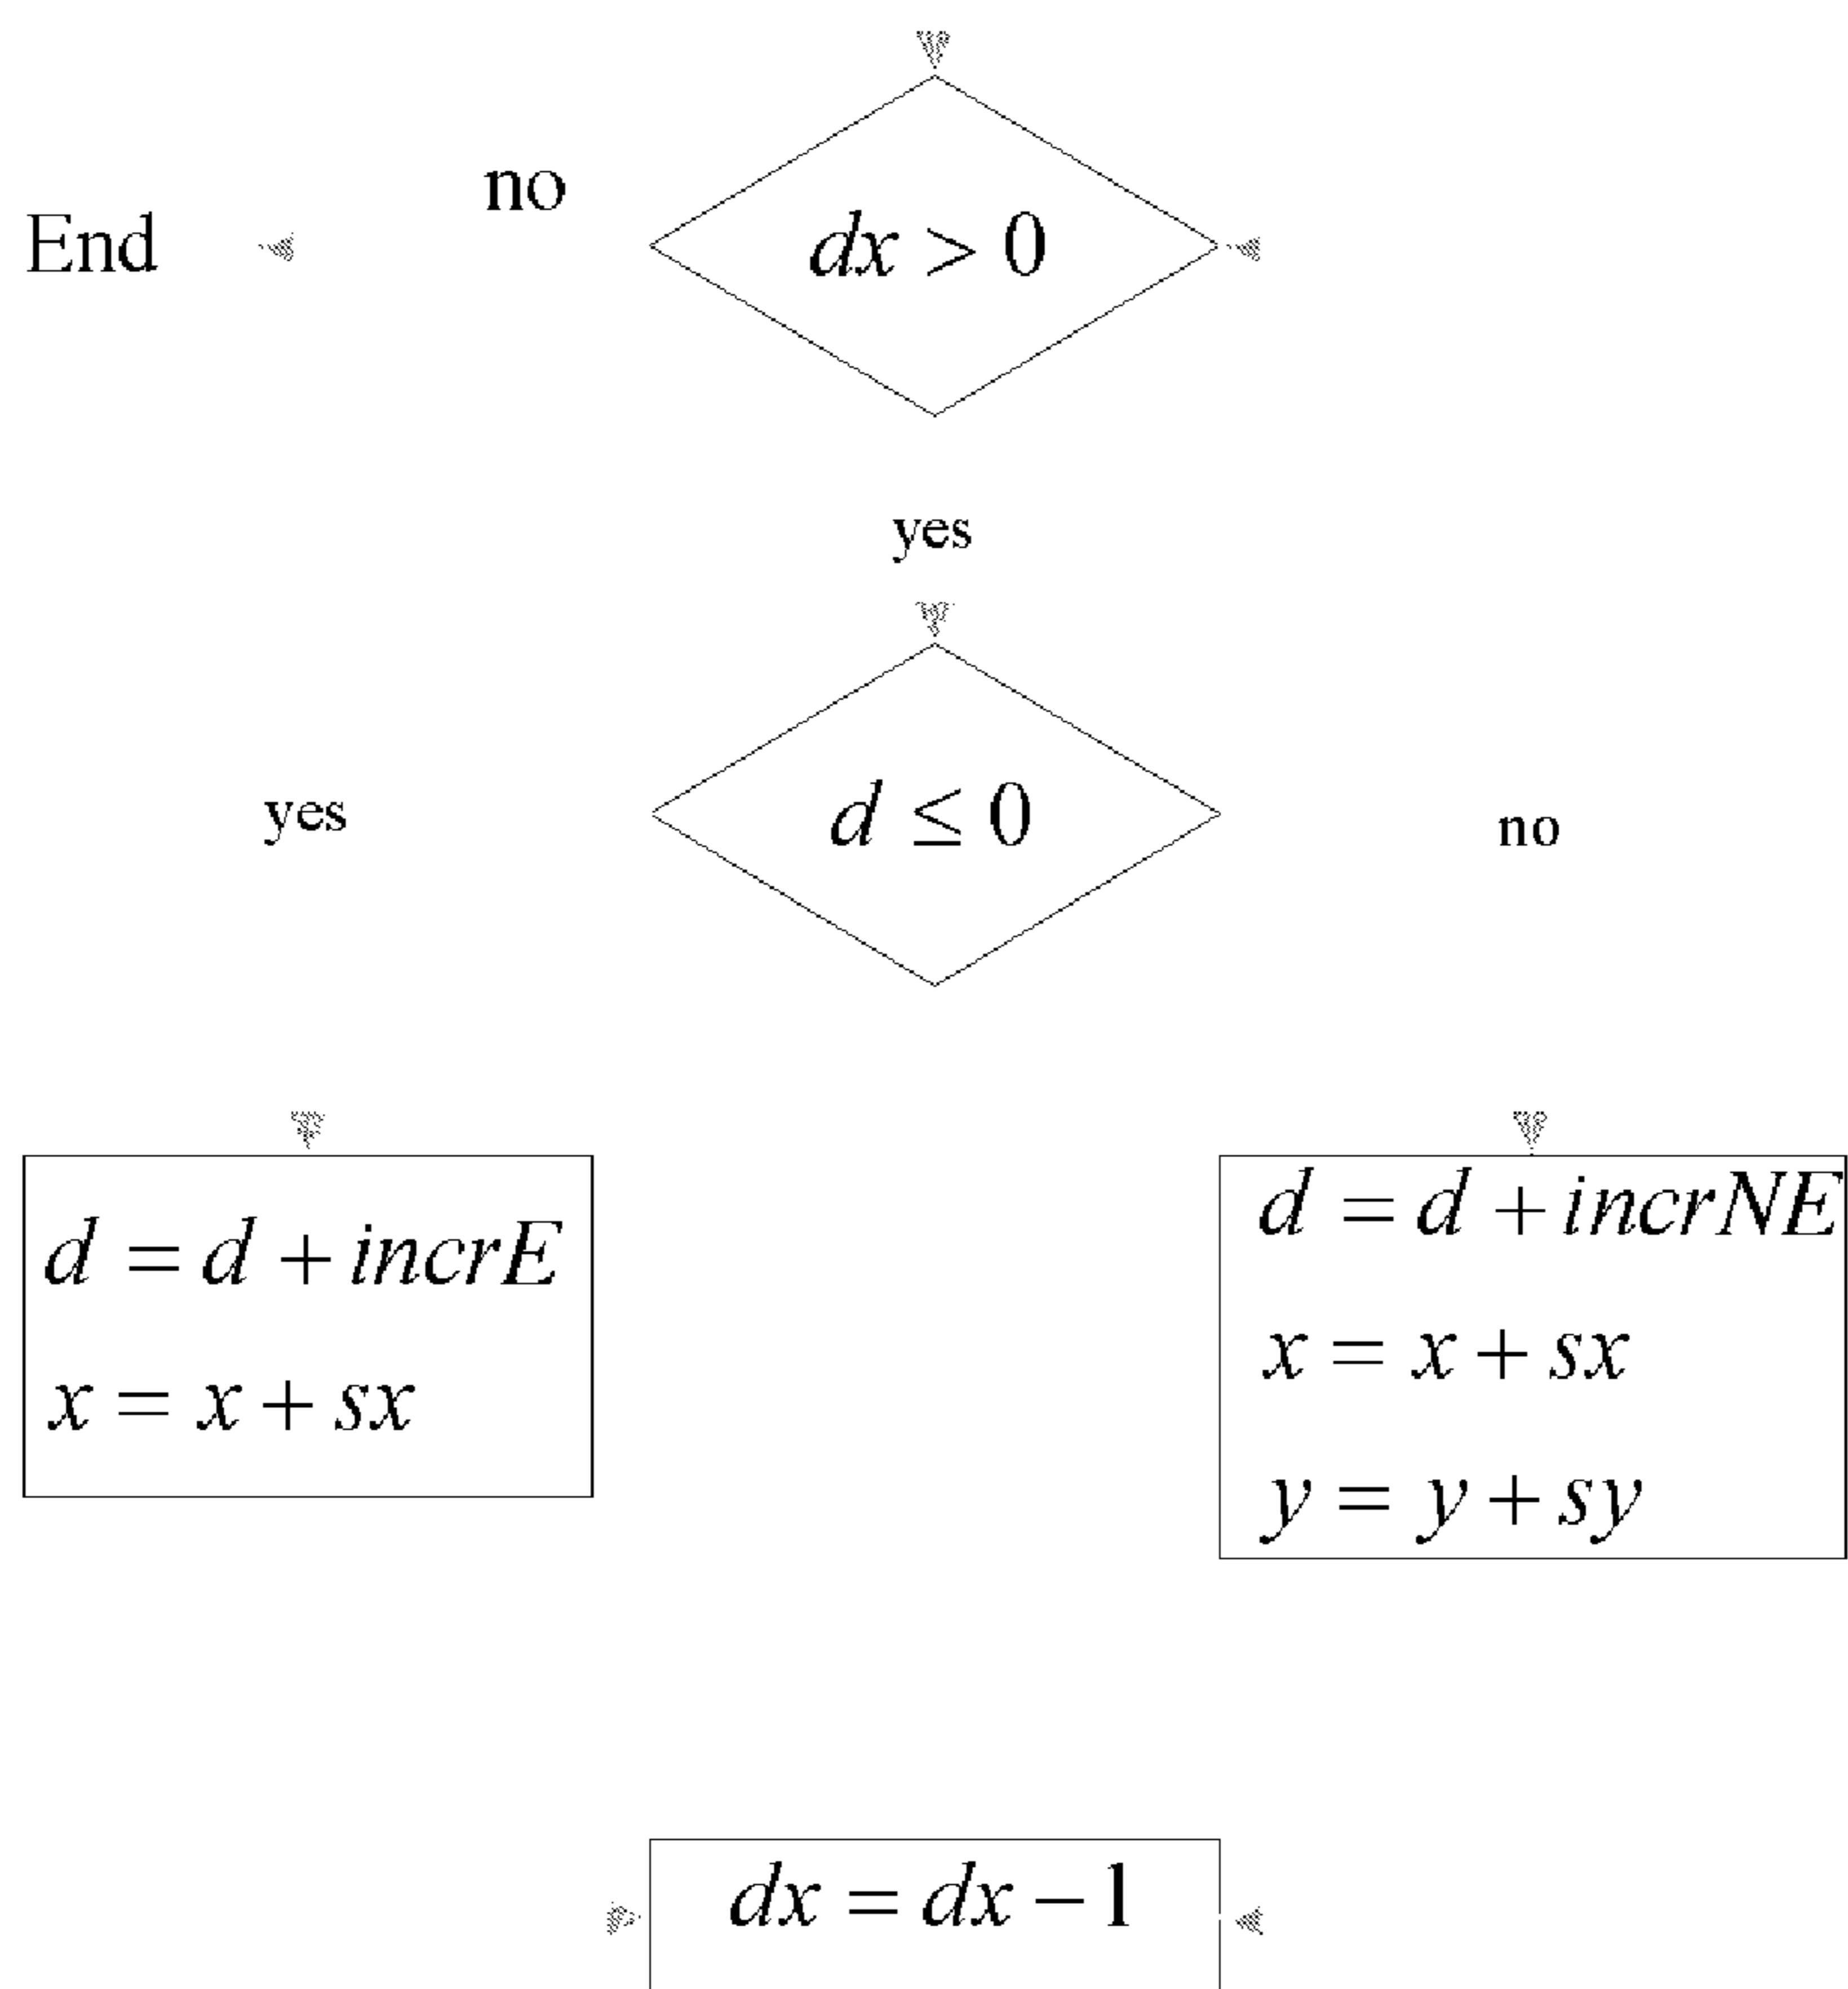 no
End
dx > 0
yes
d ≤ 0
yes
no
d = d + incrE
x = x + sx
d = d + incrNE
x = x + sx
y = y + sy
dx = dx − 1